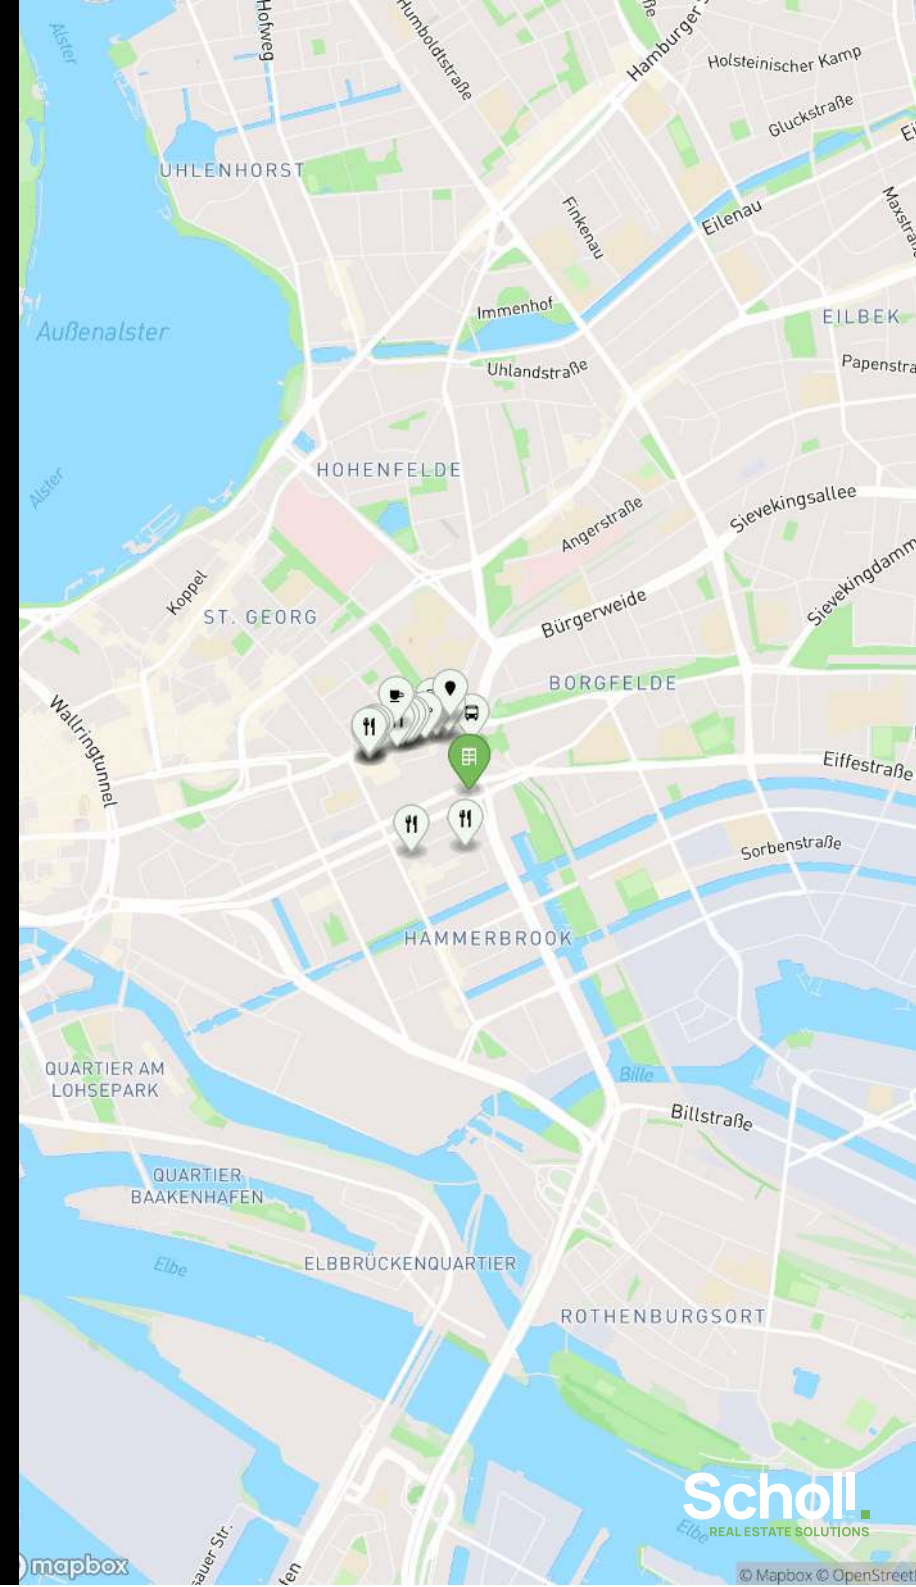 Alster
Hofweg
Humboldtstraße
Hamburger
Holsteinischer Kamp
Gluckstraße
UHLENHORST
Finkenau
Eilenau
Außenalster
Immenhof
EILBEK
Uhlandstraße
HOHENFELDE
Alster
Sievekingsallee
Angerstraße
Sievekingdamm
Koppel
ST. GEORG
Bürgerweide
BORGFELDE
Wallringtunnel
Eiffestraße
Sorbenstraße
HAMMERBROOK
QUARTIER AM
LOHSEPARK
Bille
Billstraße
QUARTIER
BAAKENHAFEN
Elbe
ELBBRÜCKENQUARTIER
ROTHENBURGSORT
Scholl.
REAL ESTATE SOLUTIONS
Elbe
mapbox
© Mapbox © OpenStreet